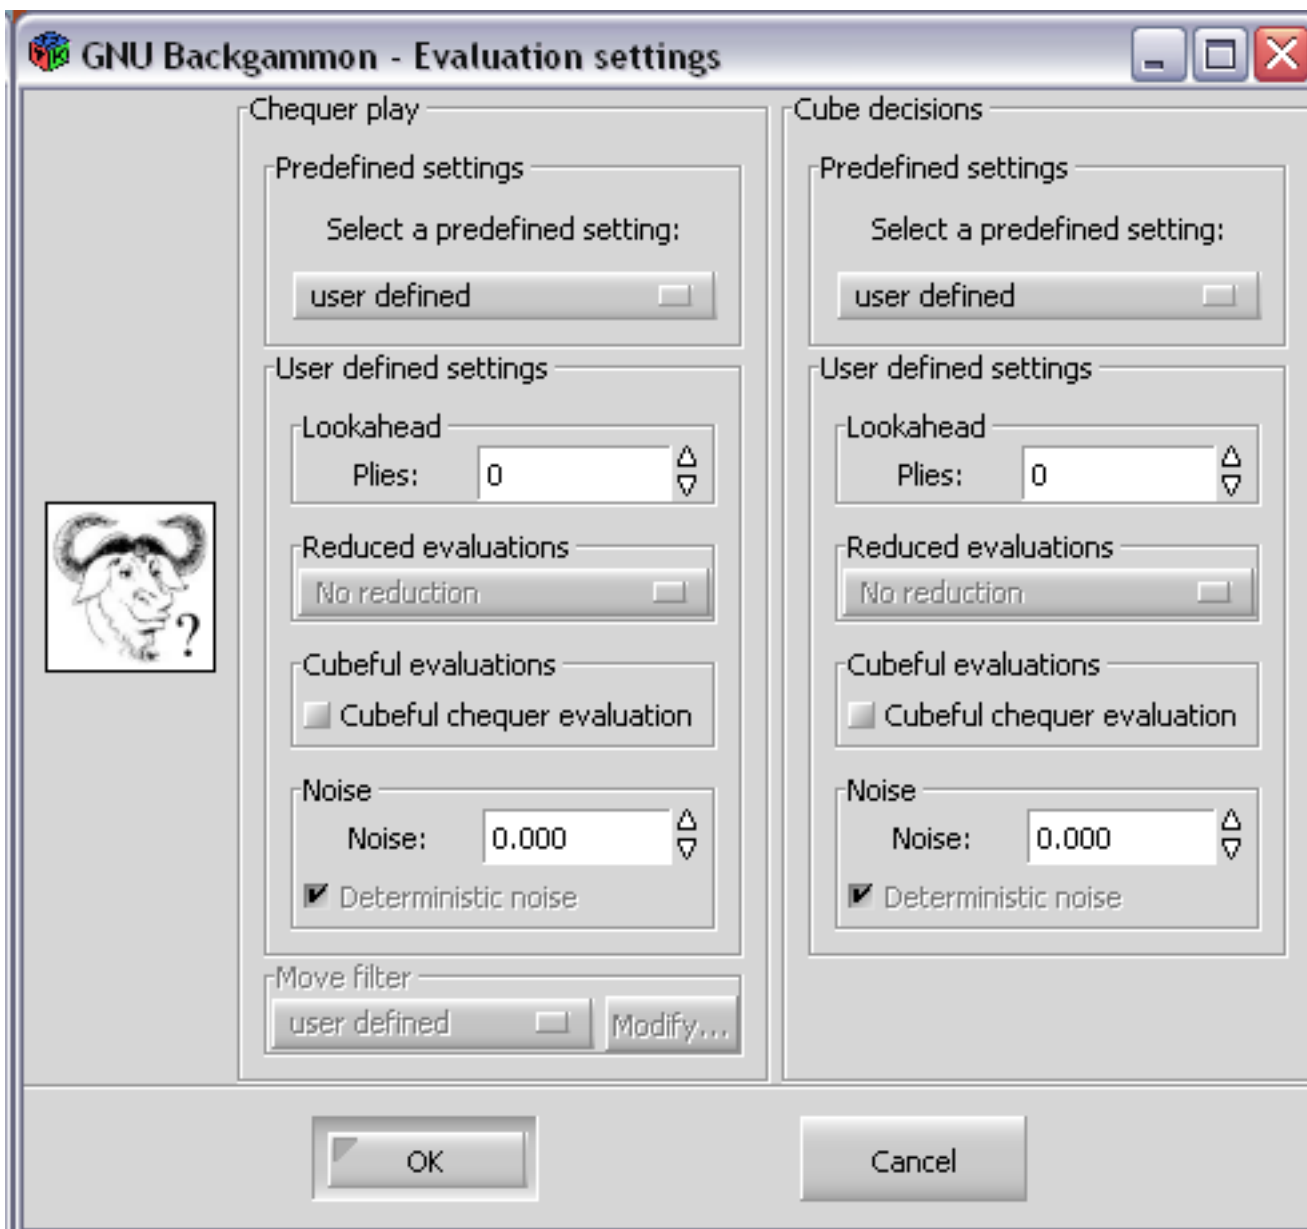 GNU Backgammon - Evaluation settings
Chequer play
Predefined settings
Select a predefined setting:
user defined
User defined settings
Lookahead
Plies: 0
Reduced evaluations
No reduction
Cubeful evaluations
Cubeful chequer evaluation
Noise
Noise: 0.000
Deterministic noise
Move filter
user defined Modify...
Cube decisions
Predefined settings
Select a predefined setting:
user defined
User defined settings
Lookahead
Plies: 0
Reduced evaluations
No reduction
Cubeful evaluations
Cubeful chequer evaluation
Noise
Noise: 0.000
Deterministic noise
?
OK Cancel